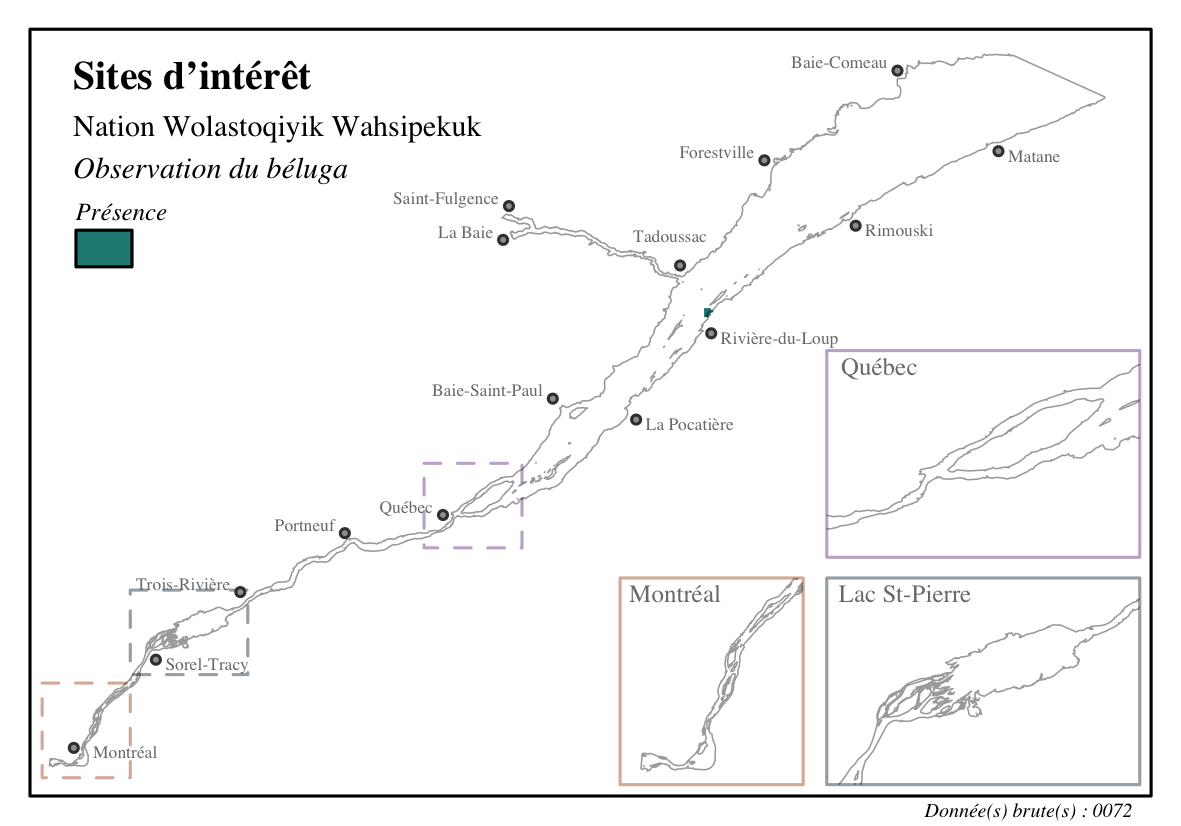 Sites d’intérêt
Nation Wolastoqiyik Wahsipekuk
Observation du béluga
Présence
Baie-Comeau
Forestville
Matane
Saint-Fulgence
La Baie
Tadoussac
Rimouski
Rivière-du-Loup
Baie-Saint-Paul
La Pocatière
Québec
Portneuf
Trois-Rivière
Sorel-Tracy
Montréal
Québec
Montréal
Lac St-Pierre
Donnée(s) brute(s) : 0072